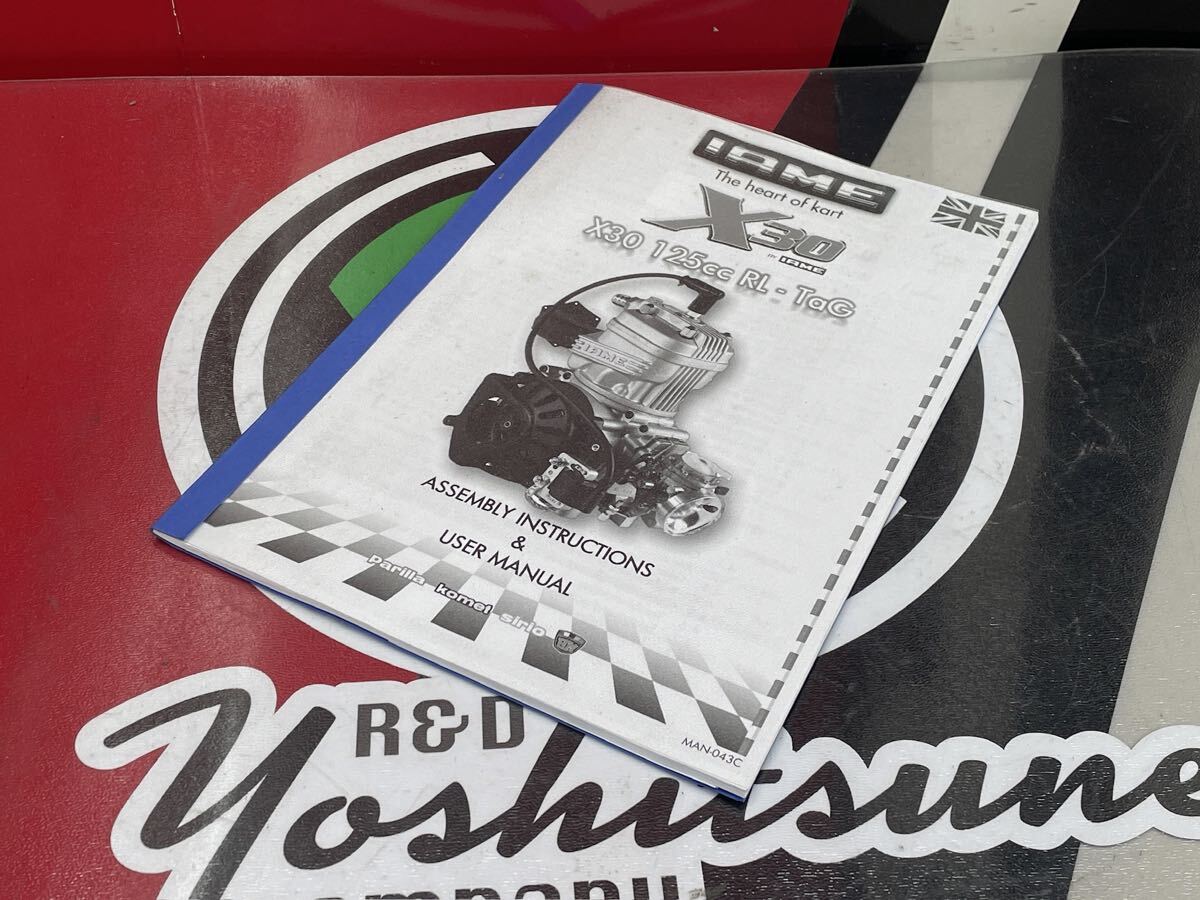 IAME
The heart of kart
X30
BY IAME
X30 125cc RL - TaG
IAME
ASSEMBLY INSTRUCTIONS
&
USER MANUAL
parilla - komet - sirio
MAN-043C
R&D
Yoshitsune
company